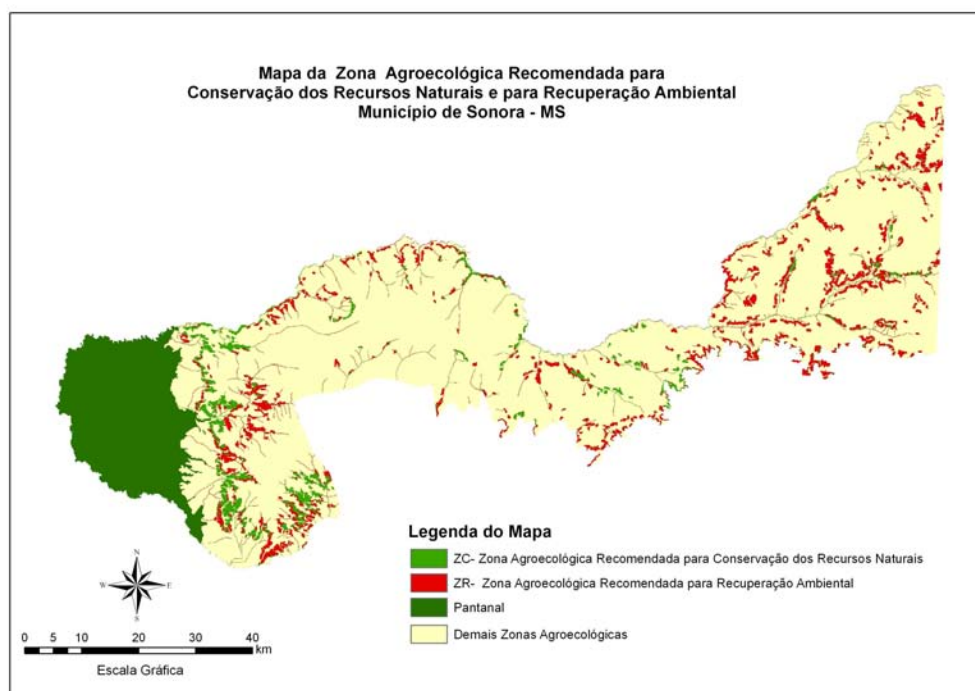 Mapa da Zona Agroecológica Recomendada para
Conservação dos Recursos Naturais e para Recuperação Ambiental
Município de Sonora - MS
Legenda do Mapa
ZC- Zona Agroecológica Recomendada para Conservação dos Recursos Naturais
ZR- Zona Agroecológica Recomendada para Recuperação Ambiental
Pantanal
Demais Zonas Agroecológicas
N
W E
S
0 5 10 20 30 40
km
Escala Gráfica